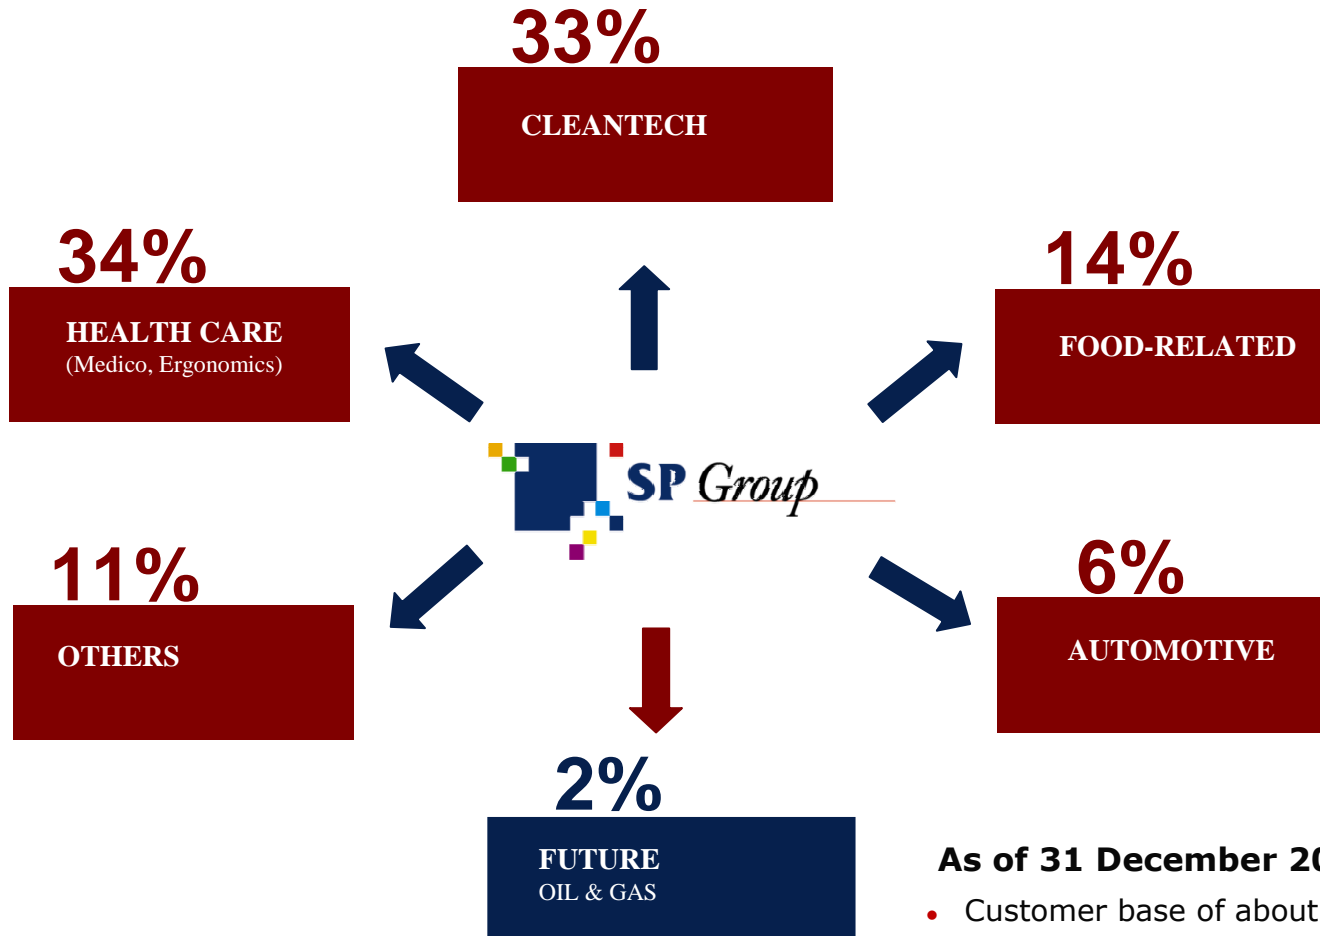 33%
CLEANTECH
34%
HEALTH CARE
(Medico, Ergonomics)
14%
FOOD-RELATED
SP Group
11%
OTHERS
6%
AUTOMOTIVE
2%
FUTURE
OIL & GAS
As of 31 December
• Customer base of about